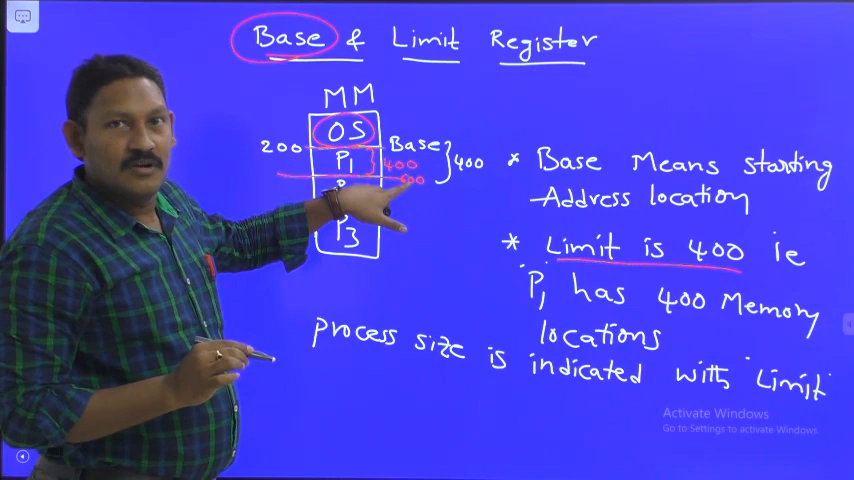 Base & Limit Register
MM
OS
200
Base
P1
400
400
600
P
P3
* Base Means starting
Address location
* Limit is 400 ie
'P1' has 400 Memory
locations
process size is indicated with 'Limit'
Activate Windows
Go to Settings to activate Windows.